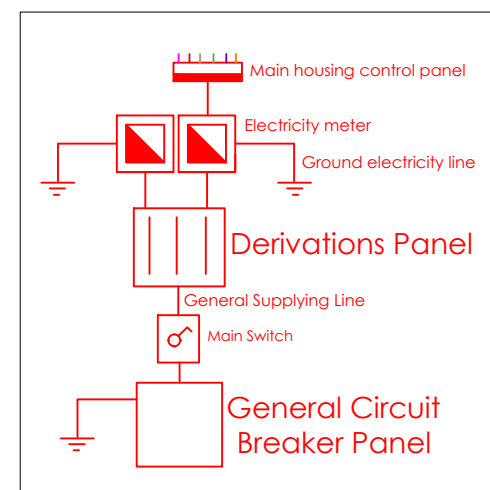 Main housing control panel
Electricity meter
Ground electricity line
Derivations Panel
General Supplying Line
Main Switch
General Circuit
Breaker Panel